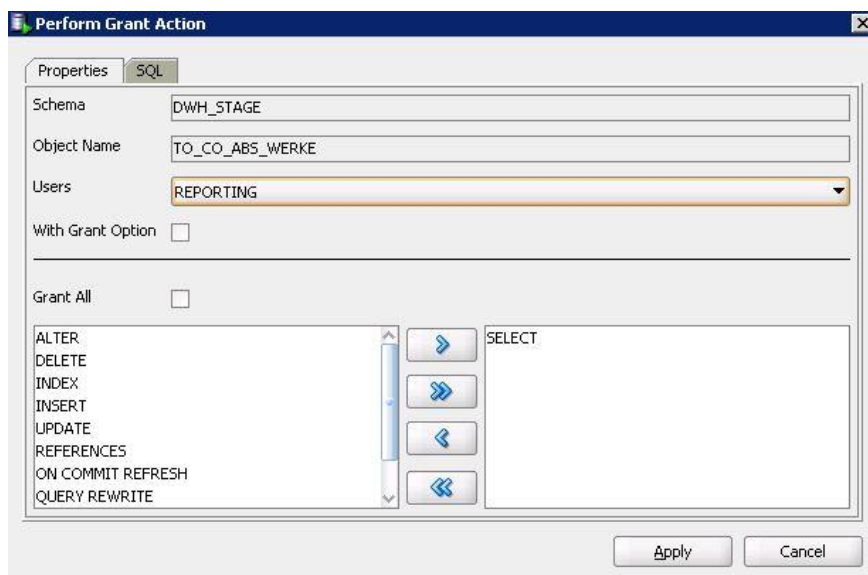 Perform Grant Action
Properties
SQL
Schema
DWH_STAGE
Object Name
TO_CO_ABS_WERKE
Users
REPORTING
With Grant Option
Grant All
ALTER
DELETE
INDEX
INSERT
UPDATE
REFERENCES
ON COMMIT REFRESH
QUERY REWRITE
SELECT
Apply
Cancel